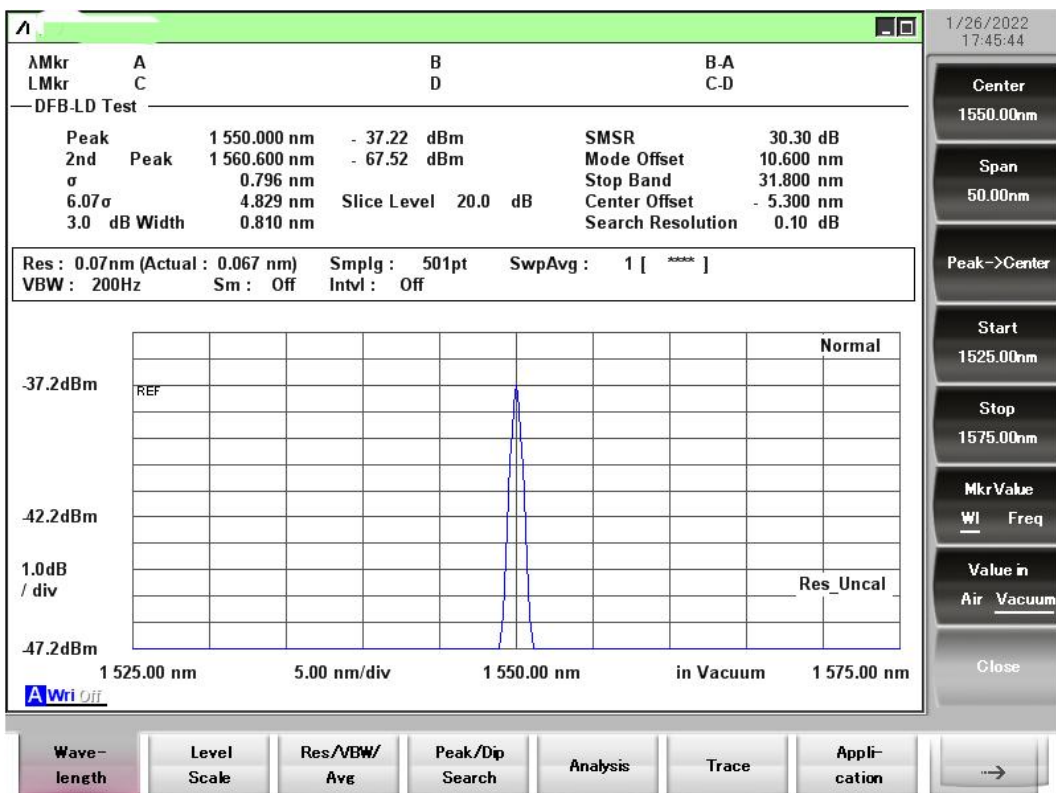 1/26/2022
17:45:44
λMkr A B B-A
LMkr C D C-D
DFB-LD Test
Peak 1 550.000 nm - 37.22 dBm SMSR 30.30 dB
2nd Peak 1 560.600 nm - 67.52 dBm Mode Offset 10.600 nm
σ 0.796 nm Stop Band 31.800 nm
6.07σ 4.829 nm Slice Level 20.0 dB Center Offset - 5.300 nm
3.0 dB Width 0.810 nm Search Resolution 0.10 dB
Res : 0.07nm (Actual : 0.067 nm) Smplg : 501pt SwpAvg : 1 [ **** ]
VBW : 200Hz Sm : Off Intvl : Off
Normal
-37.2dBm
REF
-42.2dBm
1.0dB
/ div
Res_Uncal
-47.2dBm
1 525.00 nm 5.00 nm/div 1 550.00 nm in Vacuum 1 575.00 nm
A Wri Off
Center
1550.00nm
Span
50.00nm
Peak->Center
Start
1525.00nm
Stop
1575.00nm
MkrValue
Wl Freq
Value in
Air Vacuum
Close
Wave-
length
Level
Scale
Res/VBW/
Avg
Peak/Dip
Search
Analysis
Trace
Appli-
cation